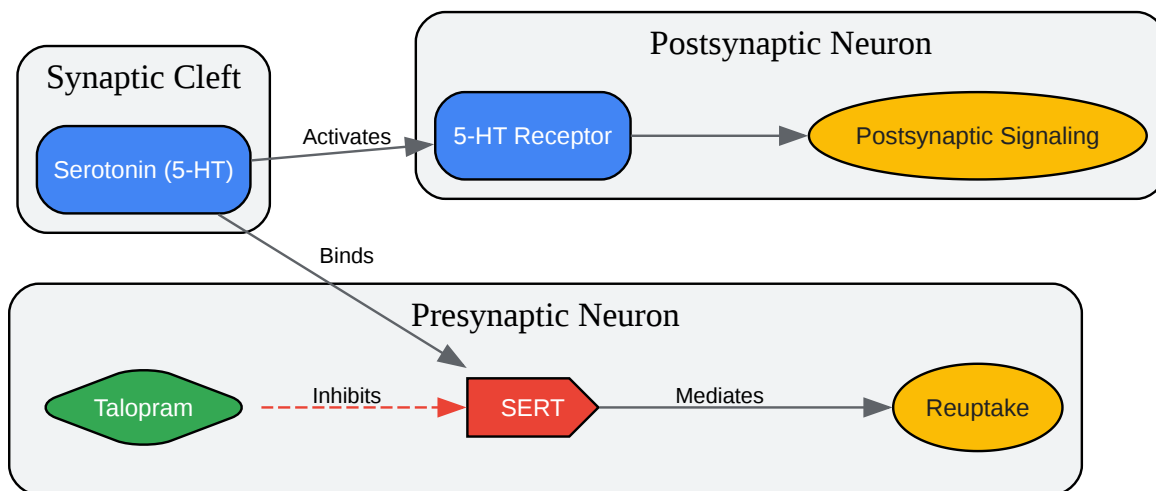 Postsynaptic Neuron
Synaptic Cleft
Serotonin (5-HT)
Activates
5-HT Receptor
Postsynaptic Signaling
Binds
Presynaptic Neuron
Talopram
Inhibits
SERT
Mediates
Reuptake